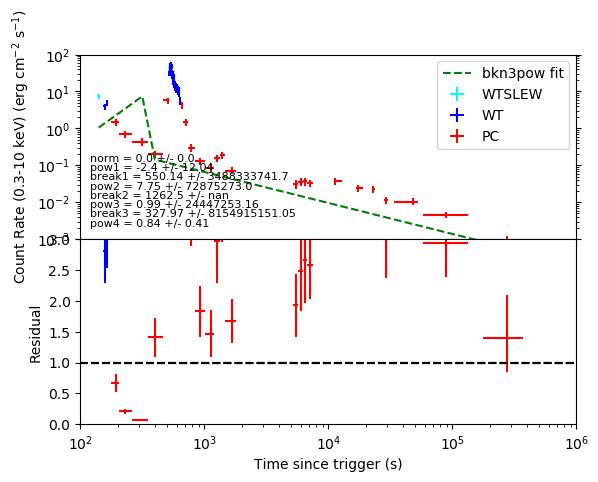 Count Rate (0.3-10 keV) (erg cm⁻² s⁻¹)
10²
10¹
10⁰
10⁻¹
10⁻²
10⁻³
bkn3pow fit
WTSLEW
WT
PC
norm = 0.0 +/- 0.0
pow1 = -2.4 +/- 12.04
break1 = 550.14 +/- 3488333741.7
pow2 = 7.75 +/- 72875273.06
break2 = 1262.5 +/- nan
pow3 = 0.99 +/- 24447253.16
break3 = 327.97 +/- 8154915151.05
pow4 = 0.84 +/- 0.41
Residual
3.0
2.5
2.0
1.5
1.0
0.5
0.0
10² 10³ 10⁴ 10⁵ 10⁶
Time since trigger (s)